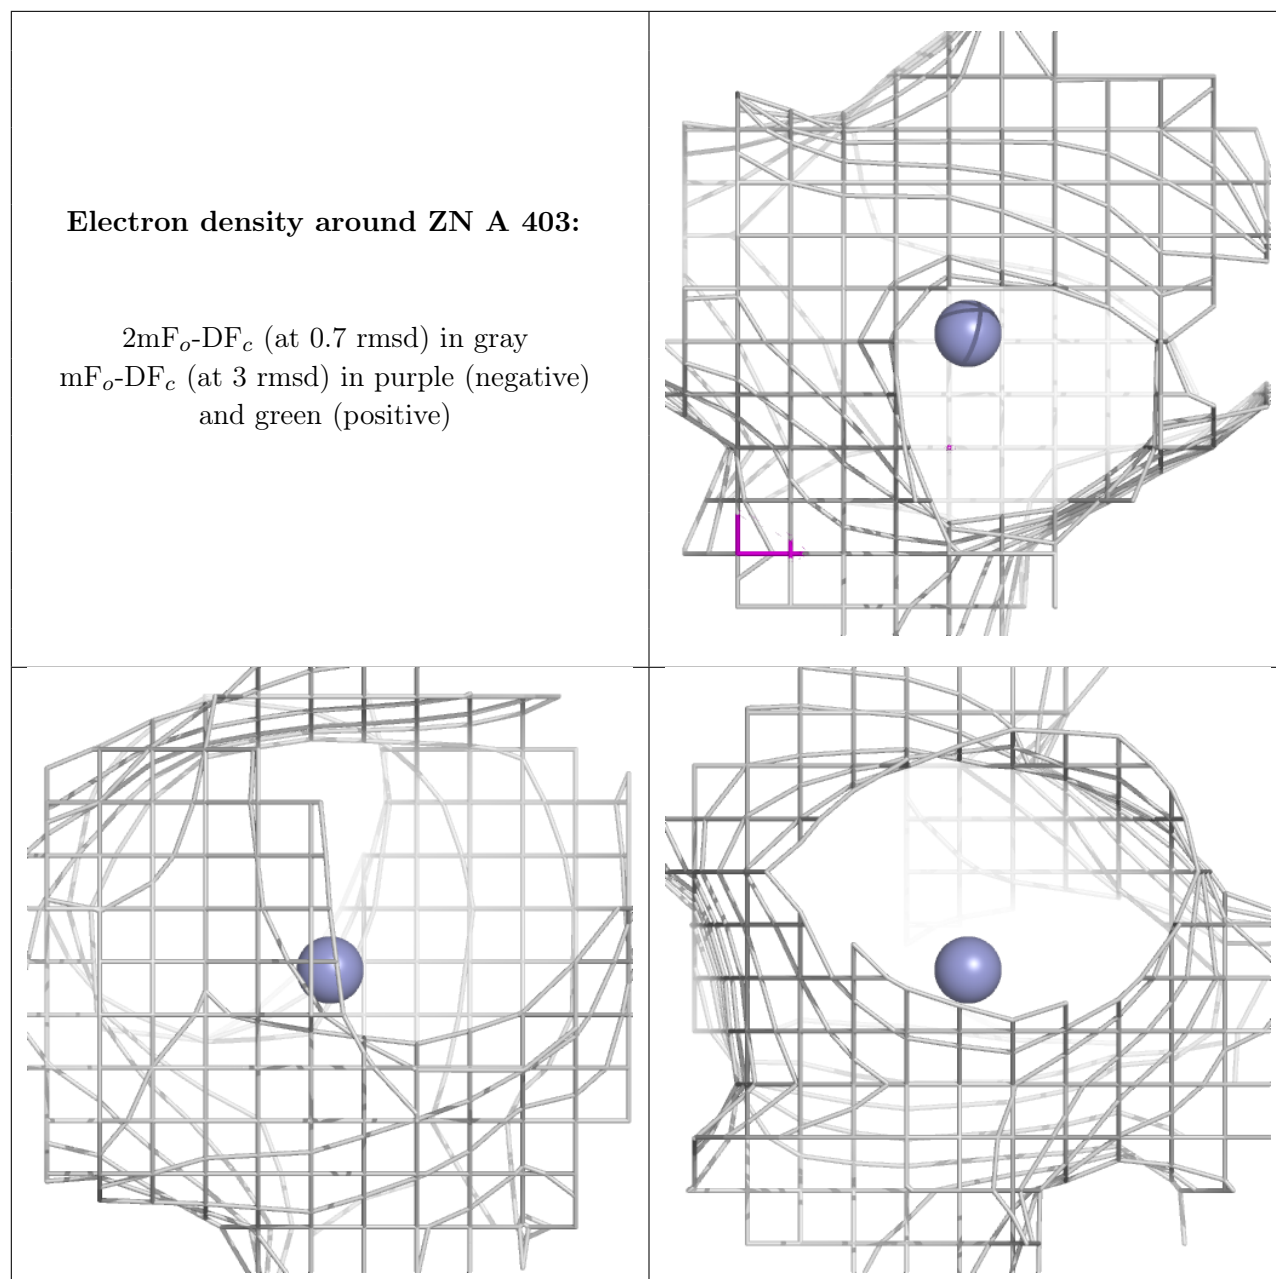 Electron density around ZN A 403:
2mFo-DFc (at 0.7 rmsd) in gray
mFo-DFc (at 3 rmsd) in purple (negative)
and green (positive)